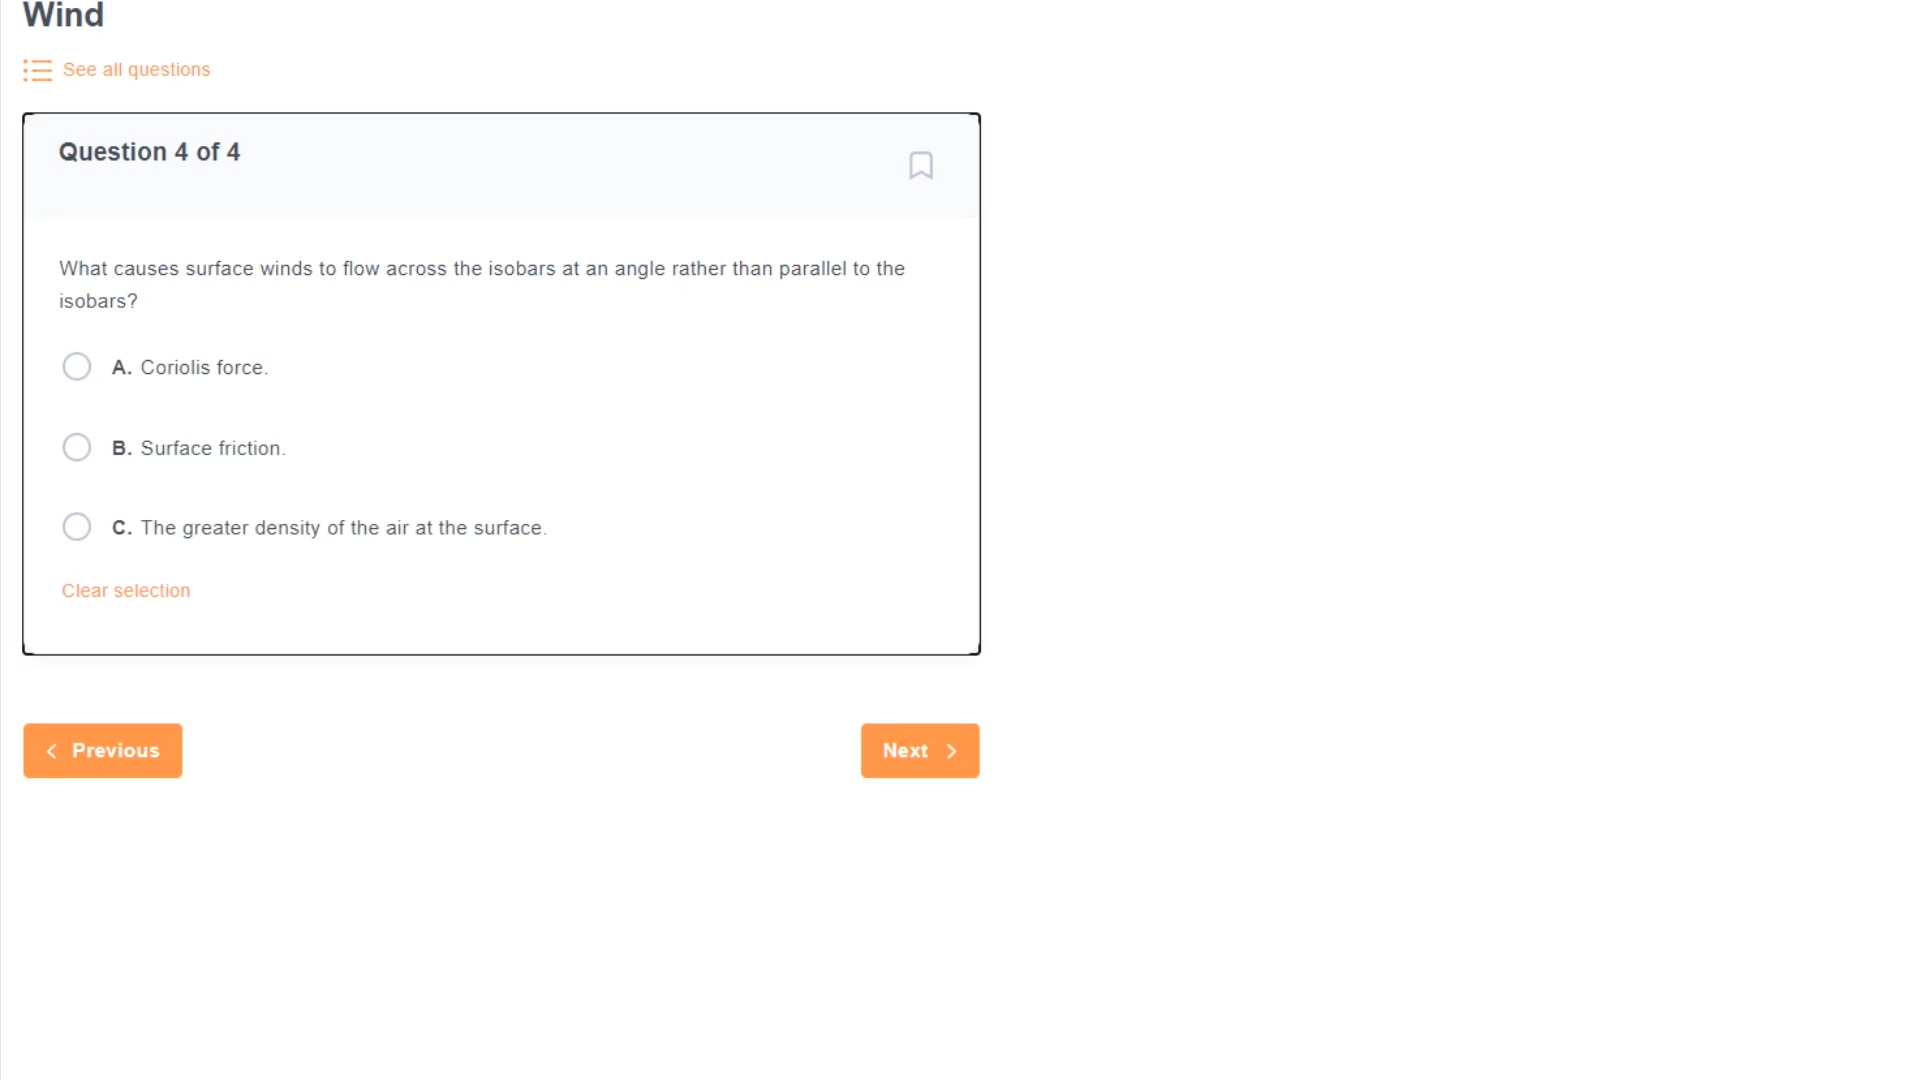 Wind
See all questions
Question 4 of 4
What causes surface winds to flow across the isobars at an angle rather than parallel to the
isobars?
A. Coriolis force.
B. Surface friction.
C. The greater density of the air at the surface.
Clear selection
Previous
Next